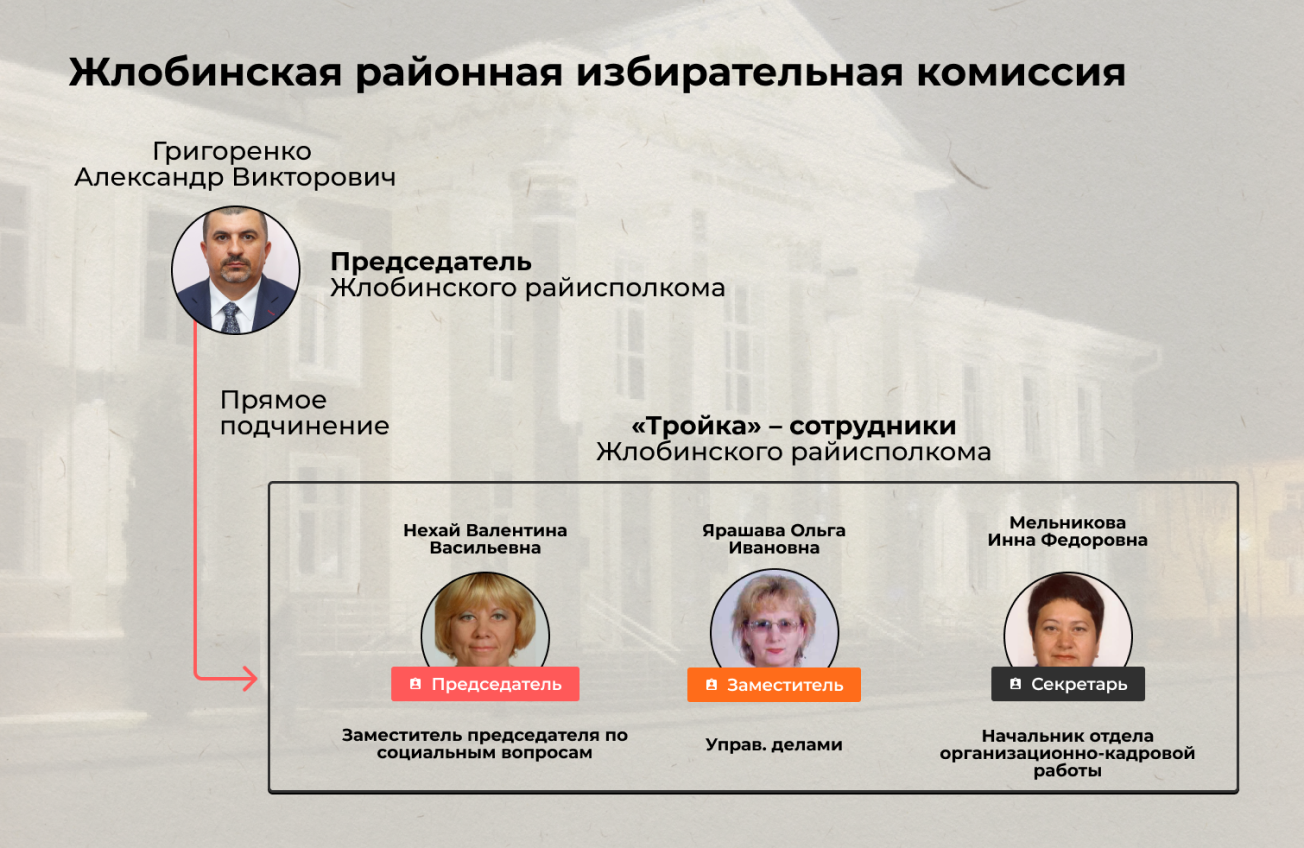 Жлобинская районная избирательная комиссия
Григоренко
Александр Викторович
Председатель
Жлобинского райисполкома
Прямое
подчинение
«Тройка» – сотрудники
Жлобинского райисполкома
Нехай Валентина
Васильевна
Председатель
Заместитель председателя по
социальным вопросам
Ярашава Ольга
Ивановна
Заместитель
Управ. делами
Мельникова
Инна Федоровна
Секретарь
Начальник отдела
организационно-кадровой
работы